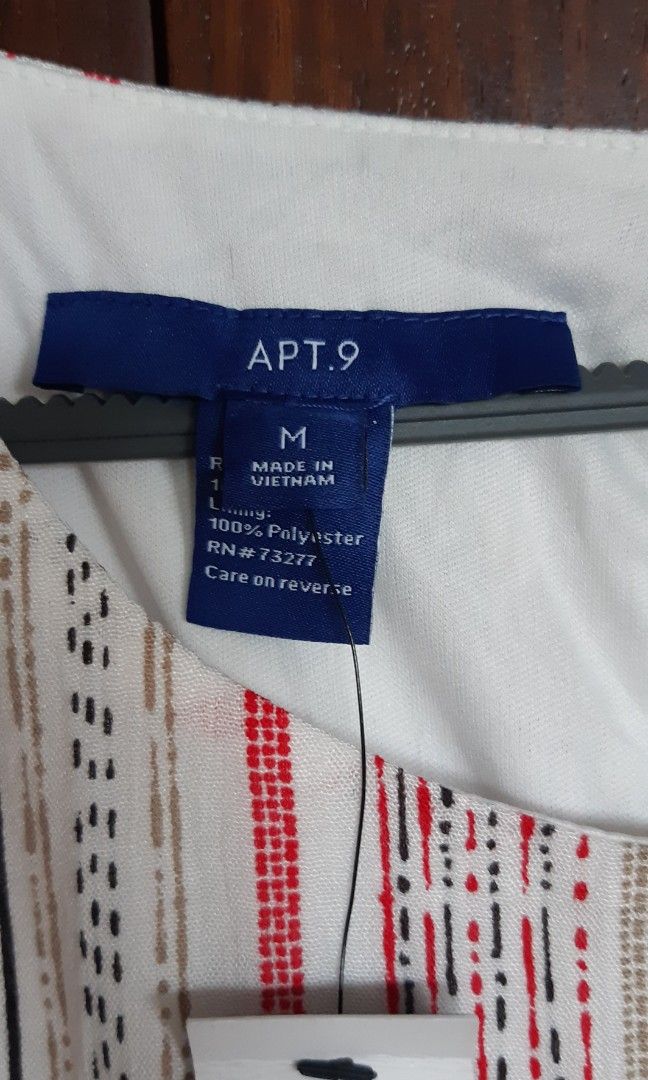 APT.9
M
MADE IN
VIETNAM
100% Polyester
RN# 73277
Care on reverse